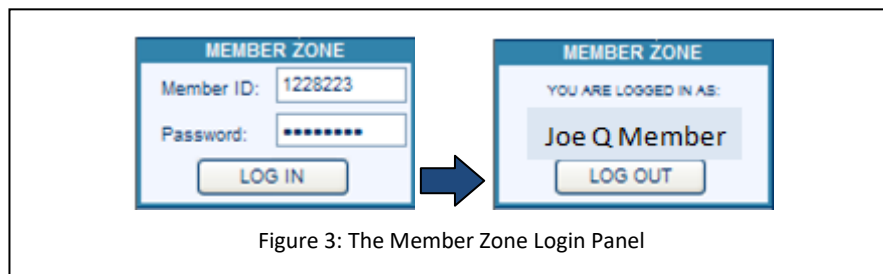 MEMBER ZONE
Member ID: 1228223
Password: ••••••••
LOG IN
MEMBER ZONE
YOU ARE LOGGED IN AS:
Joe Q Member
LOG OUT
Figure 3: The Member Zone Login Panel